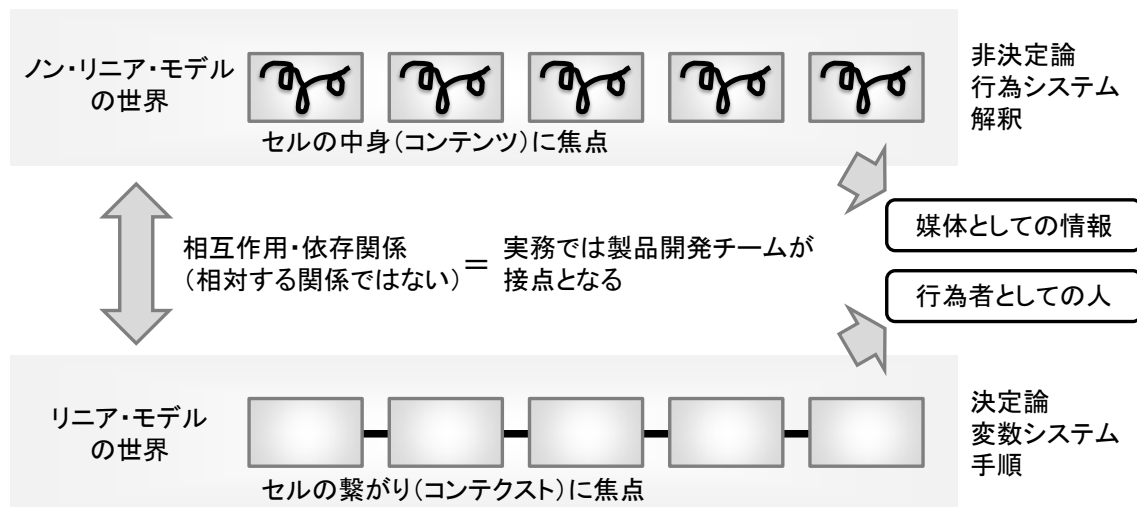 ノン・リニア・モデル
の世界
セルの中身(コンテンツ)に焦点
非決定論
行為システム
解釈
相互作用・依存関係
(相対する関係ではない)
=
実務では製品開発チームが
接点となる
媒体としての情報
行為者としての人
リニア・モデル
の世界
セルの繋がり(コンテクスト)に焦点
決定論
変数システム
手順